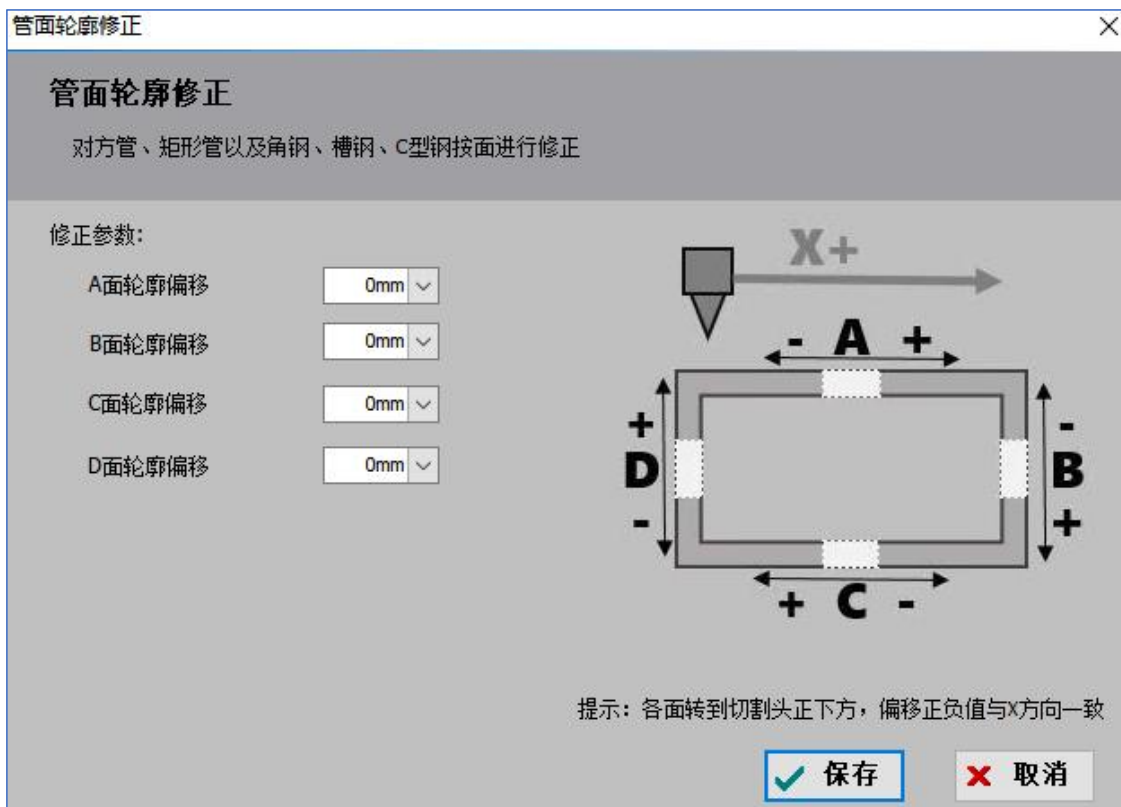 管面轮廓修正
管面轮廓修正
对方管、矩形管以及角钢、槽钢、C型钢按面进行修正
修正参数:
A面轮廓偏移 0mm
B面轮廓偏移 0mm
C面轮廓偏移 0mm
D面轮廓偏移 0mm
X+
- A +
+
D
-
-
B
+
+ C -
提示：各面转到切割头正下方，偏移正负值与X方向一致
保存
取消